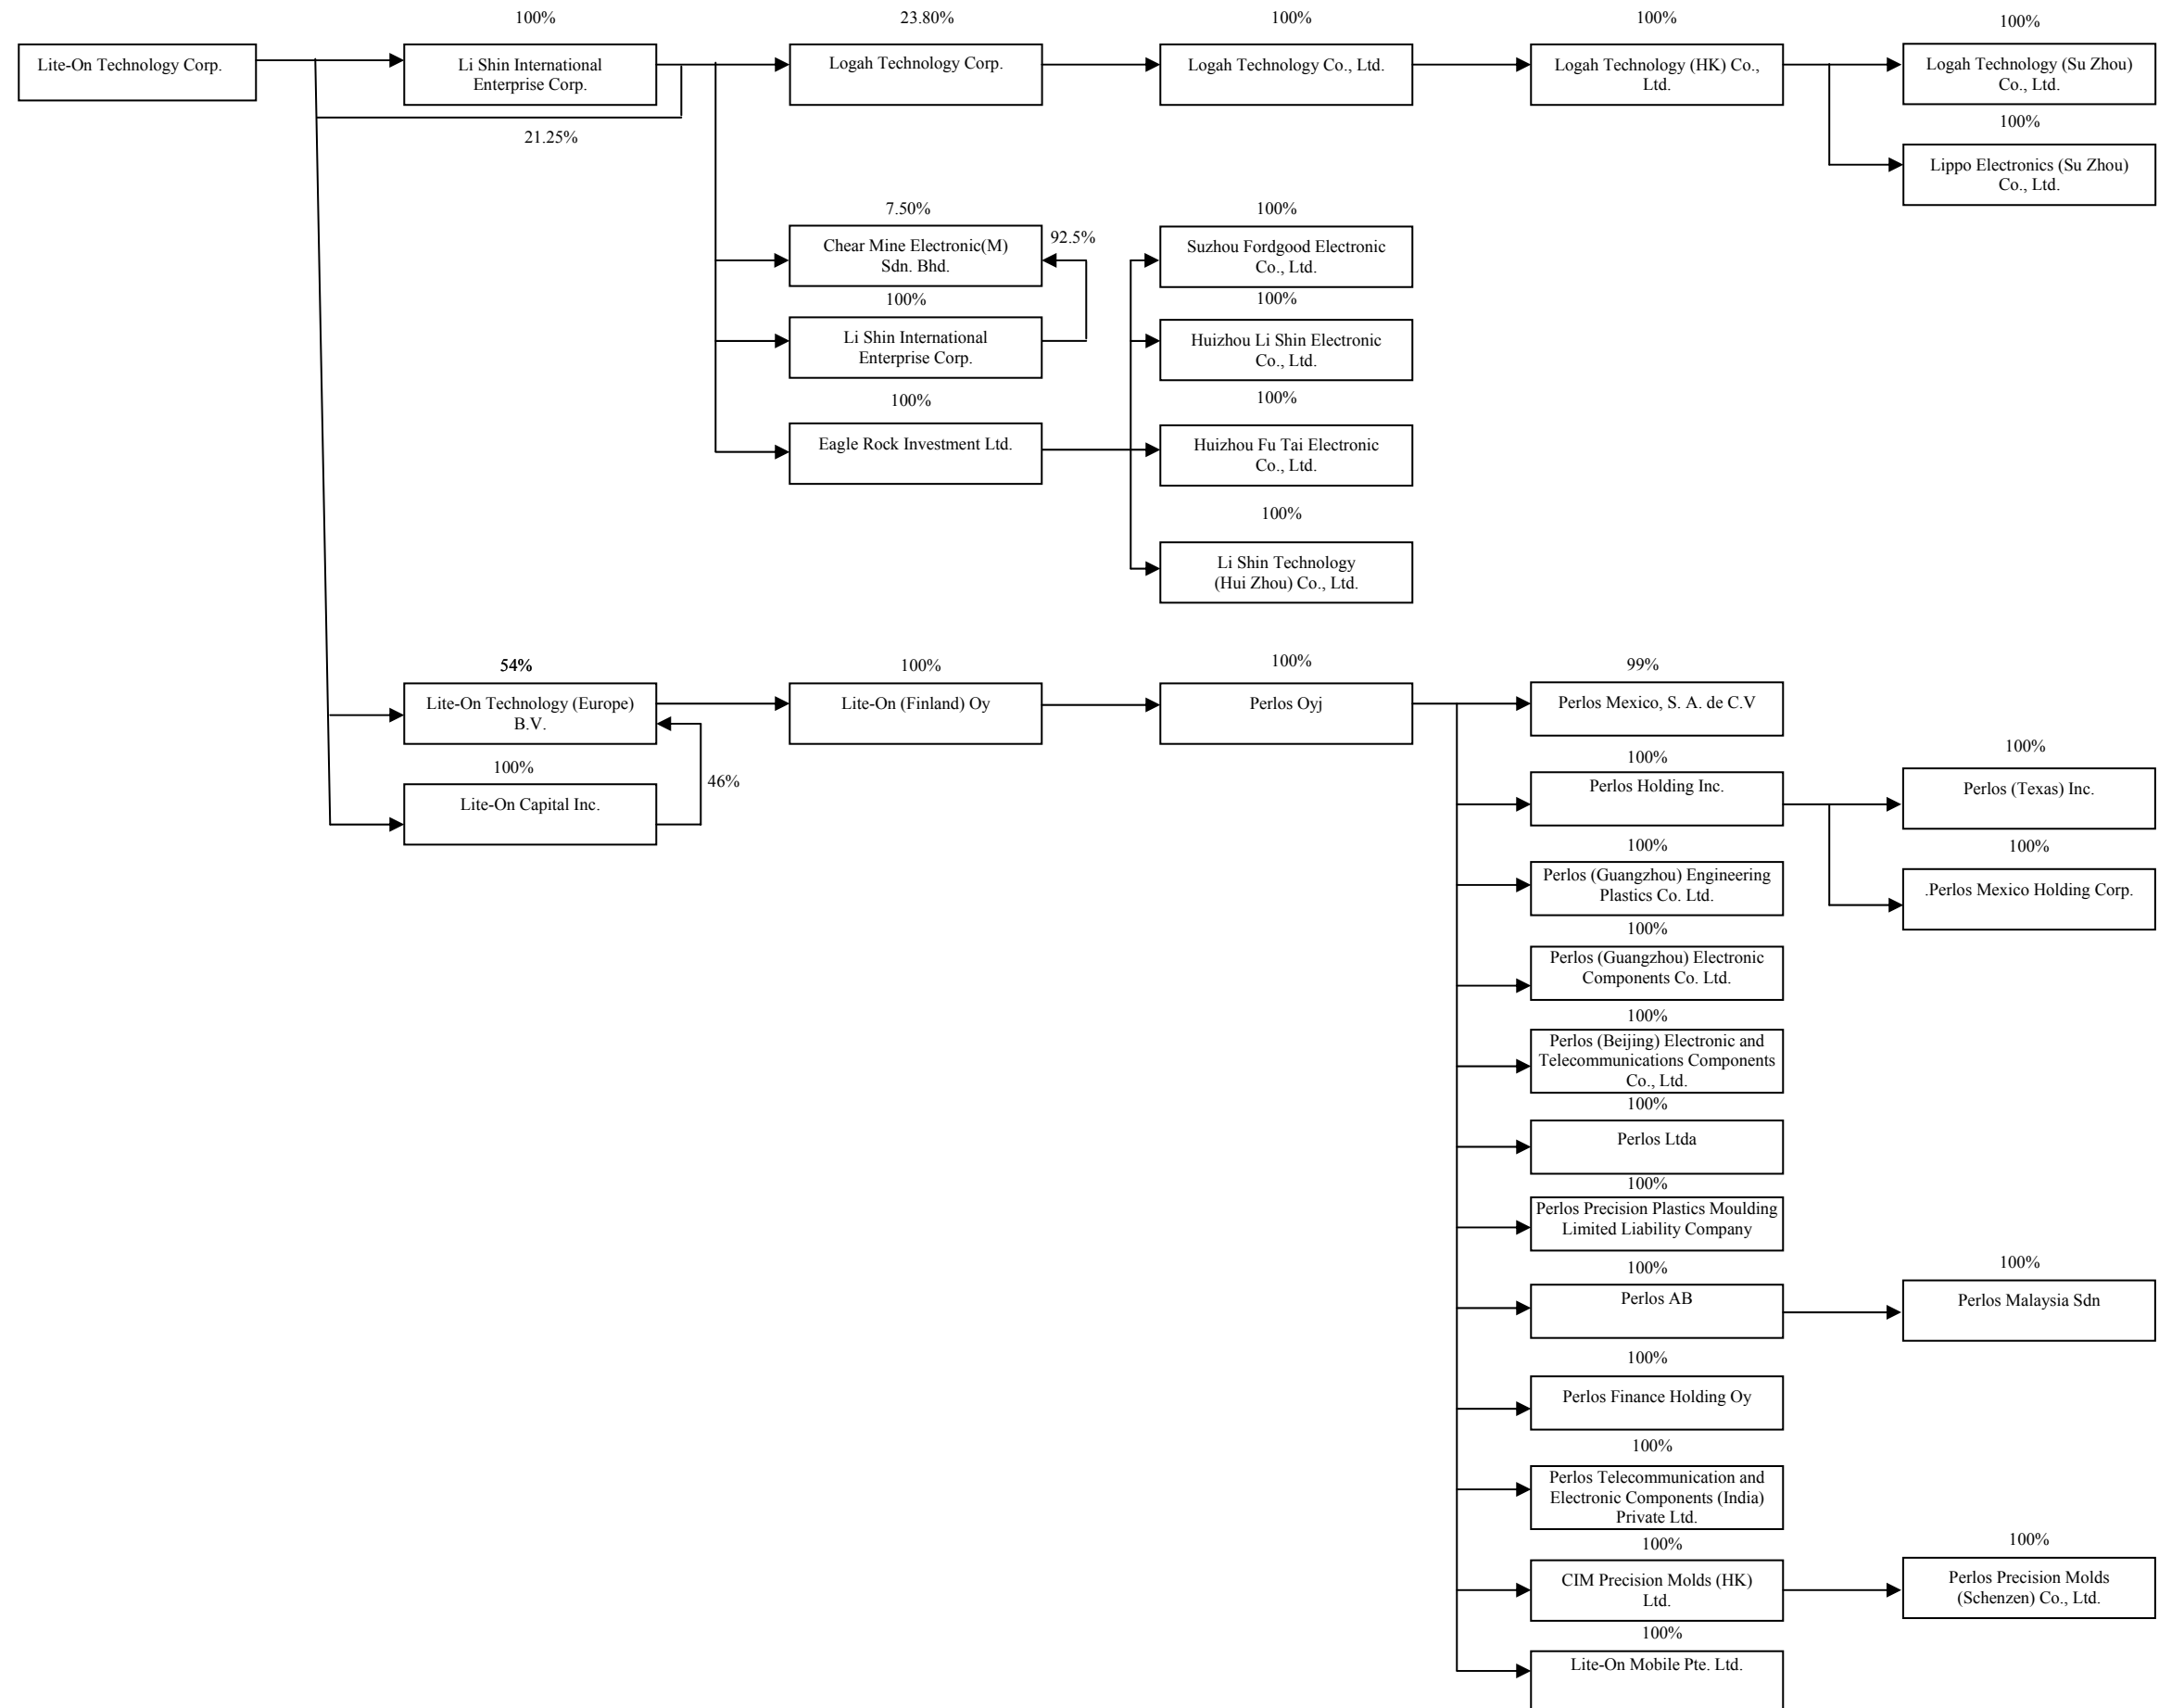 100%
23.80%
100%
100%
100%
Lite-On Technology Corp.
Li Shin International
Enterprise Corp.
Logah Technology Corp.
Logah Technology Co., Ltd.
Logah Technology (HK) Co.,
Ltd.
Logah Technology (Su Zhou)
Co., Ltd.
21.25%
100%
Lippo Electronics (Su Zhou)
Co., Ltd.
7.50%
100%
Chear Mine Electronic(M)
Sdn. Bhd.
92.5%
Suzhou Fordgood Electronic
Co., Ltd.
100%
100%
Li Shin International
Enterprise Corp.
Huizhou Li Shin Electronic
Co., Ltd.
100%
100%
Eagle Rock Investment Ltd.
Huizhou Fu Tai Electronic
Co., Ltd.
100%
Li Shin Technology
(Hui Zhou) Co., Ltd.
54%
100%
100%
99%
Lite-On Technology (Europe)
B.V.
Lite-On (Finland) Oy
Perlos Oyj
Perlos Mexico, S. A. de C.V
100%
46%
Lite-On Capital Inc.
100%
Perlos Holding Inc.
100%
Perlos (Texas) Inc.
100%
Perlos (Guangzhou) Engineering
Plastics Co. Ltd.
100%
.Perlos Mexico Holding Corp.
100%
Perlos (Guangzhou) Electronic
Components Co. Ltd.
100%
Perlos (Beijing) Electronic and
Telecommunications Components
Co., Ltd.
100%
Perlos Ltda
100%
Perlos Precision Plastics Moulding
Limited Liability Company
100%
Perlos AB
100%
Perlos Malaysia Sdn
100%
Perlos Finance Holding Oy
100%
Perlos Telecommunication and
Electronic Components (India)
Private Ltd.
100%
CIM Precision Molds (HK)
Ltd.
100%
Perlos Precision Molds
(Schenzen) Co., Ltd.
100%
Lite-On Mobile Pte. Ltd.